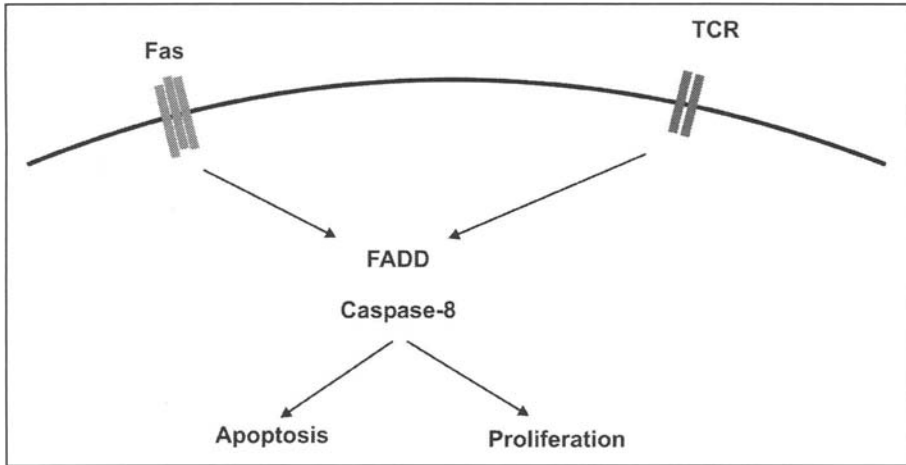 TCR
Fas
FADD
Caspase-8
Apoptosis
Proliferation